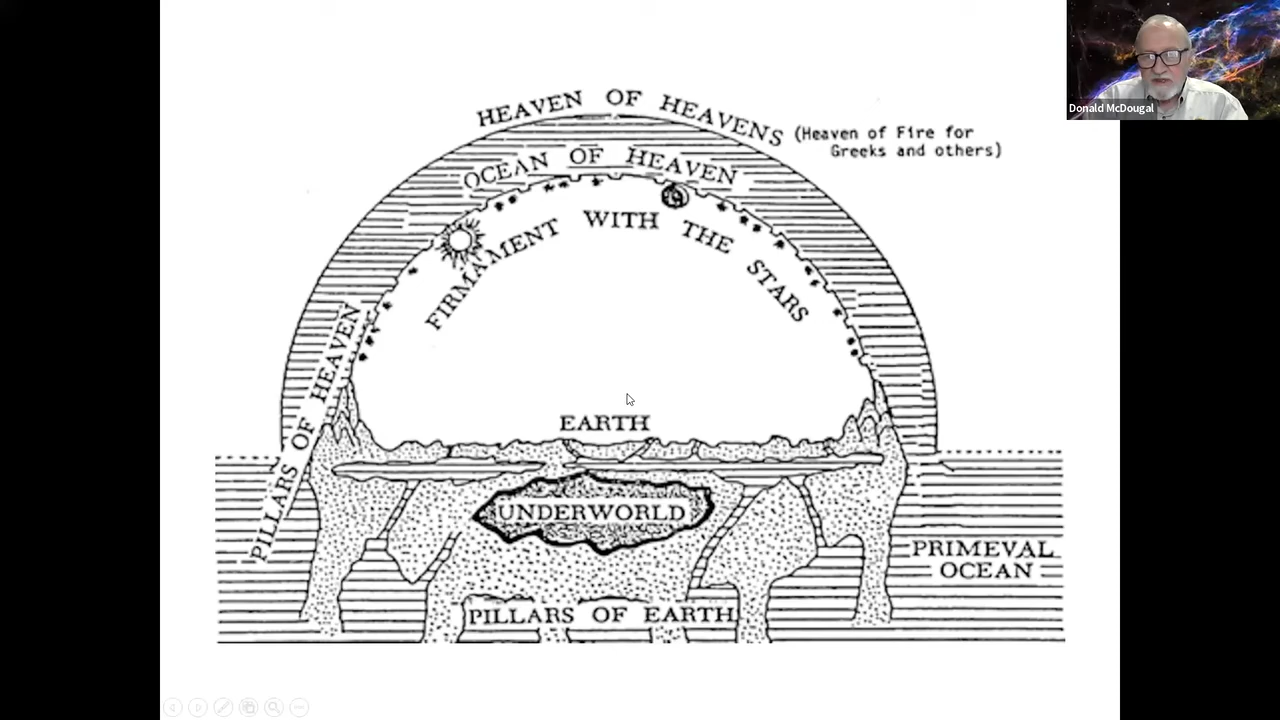 Donald McDougal
HEAVEN OF HEAVENS
(Heaven of Fire for
Greeks and others)
OCEAN OF HEAVEN
FIRMAMENT WITH THE STARS
PILLARS OF HEAVEN
EARTH
UNDERWORLD
PRIMEVAL
OCEAN
PILLARS OF EARTH